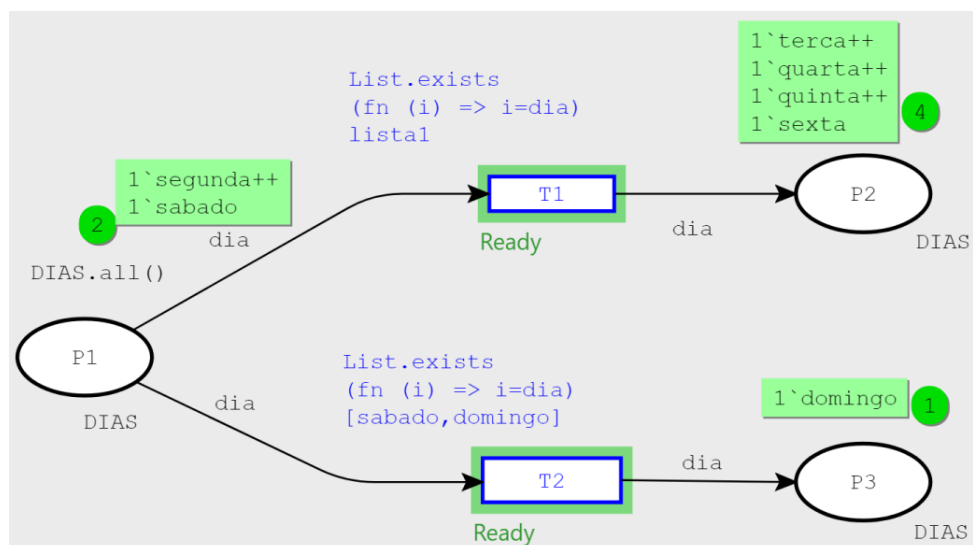 1`terca++
1`quarta++
1`quinta++
1`sexta
4
List.exists
(fn (i) => i=dia)
lista1
1`segunda++
1`sabado
2
dia
T1
Ready
dia
P2
DIAS
DIAS.all()
P1
DIAS
dia
List.exists
(fn (i) => i=dia)
[sabado,domingo]
1`domingo
1
T2
Ready
dia
P3
DIAS